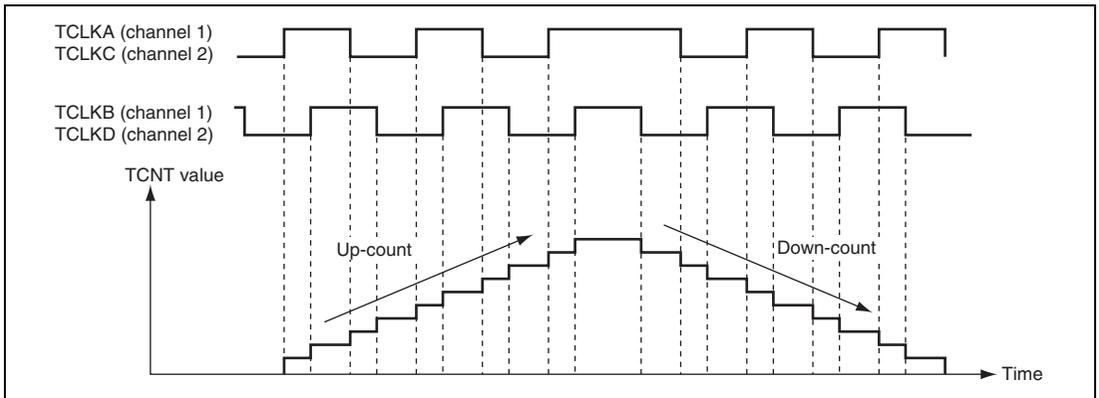 TCLKA (channel 1)
TCLKC (channel 2)
TCLKB (channel 1)
TCLKD (channel 2)
TCNT value
Up-count
Down-count
Time